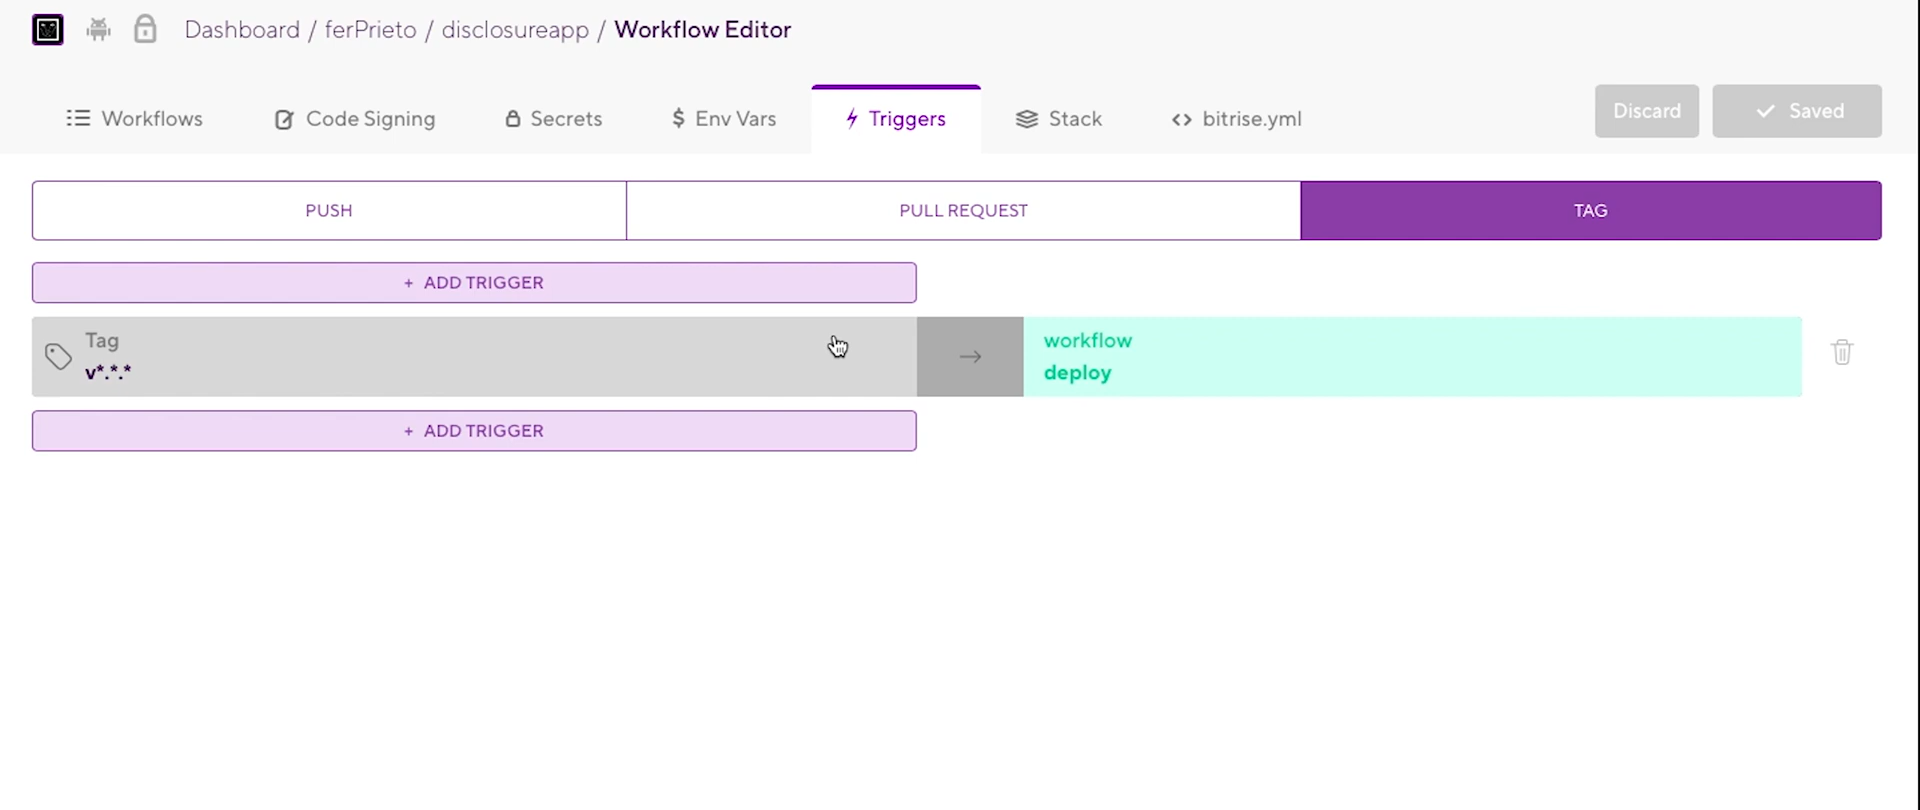 Dashboard / ferPrieto / disclosureapp / Workflow Editor
Workflows Code Signing Secrets $ Env Vars Triggers Stack <> bitrise.yml Discard ✓ Saved
PUSH PULL REQUEST TAG
+ ADD TRIGGER
Tag → workflow
v*.*.* deploy
+ ADD TRIGGER